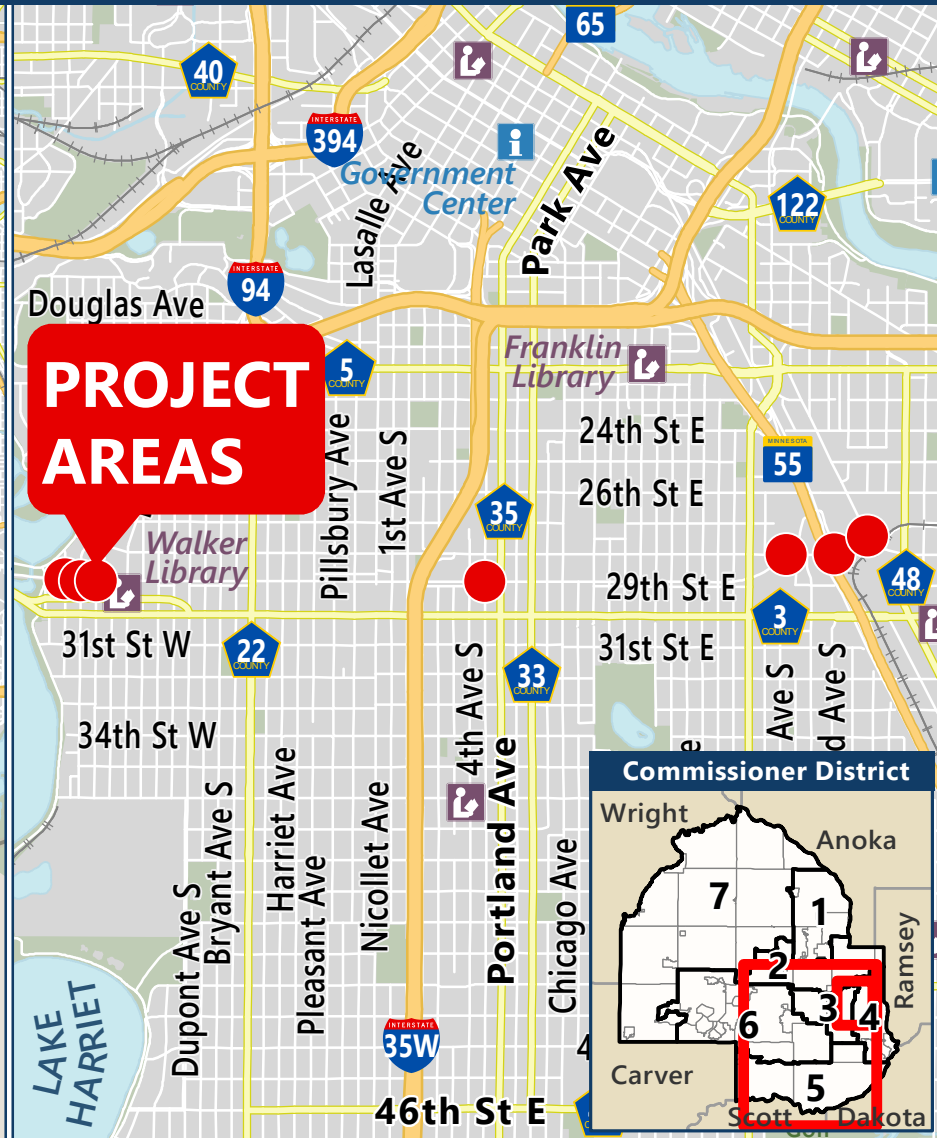 65
40
COUNTY
INTERSTATE
394
Lasalle Ave
Government
Center
Park Ave
122
COUNTY
INTERSTATE
94
Douglas Ave
PROJECT
AREAS
5
COUNTY
Franklin
Library
Pillsbury Ave
1st Ave S
24th St E
MINNESOTA
55
26th St E
35
COUNTY
Walker
Library
29th St E
48
COUNTY
3
COUNTY
31st St W
22
COUNTY
31st St E
33
COUNTY
4th Ave S
Ave S
d Ave S
34th St W
Portland Ave
Harriet Ave
Bryant Ave S
Nicollet Ave
Pleasant Ave
Chicago Ave
Dupont Ave S
e
LAKE
HARRIET
INTERSTATE
35W
4
46th St E
Commissioner District
Wright
Anoka
7
1
Ramsey
2
3
4
6
Carver
5
Scott
Dakota